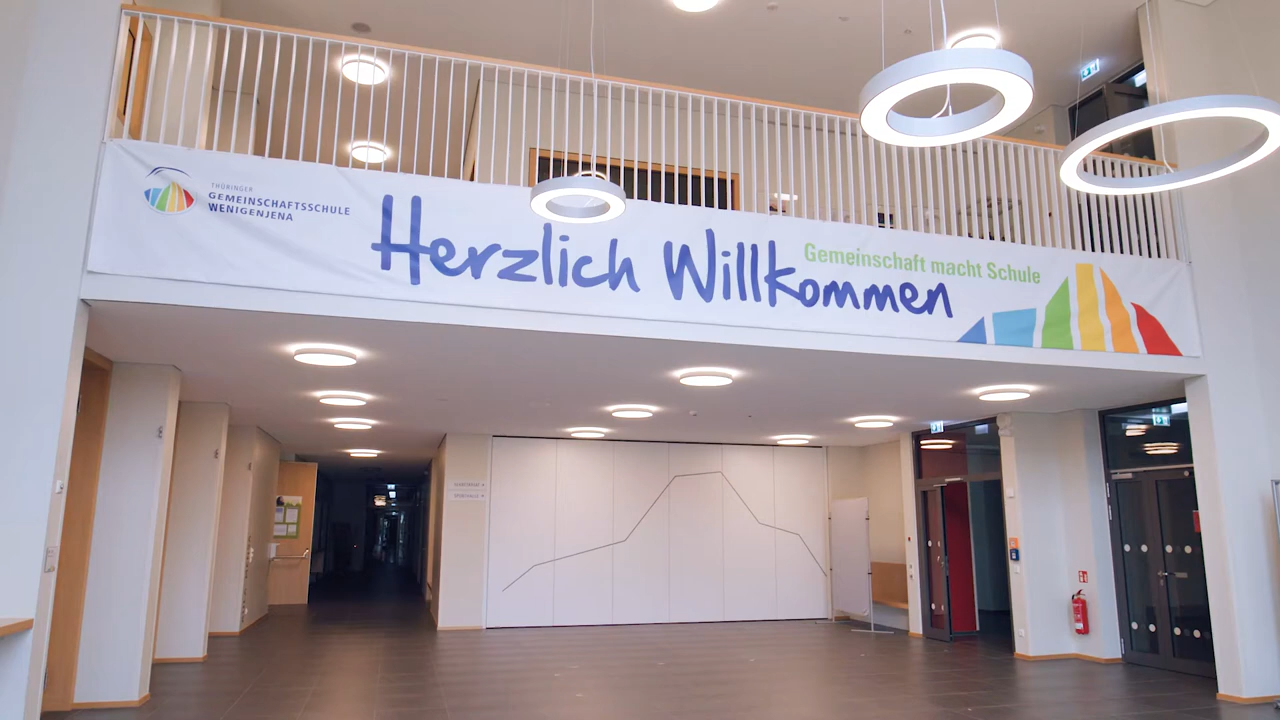 THÜRINGER
GEMEINSCHAFTSSCHULE
WENIGENJENA
Herzlich Willkommen
Gemeinschaft macht Schule